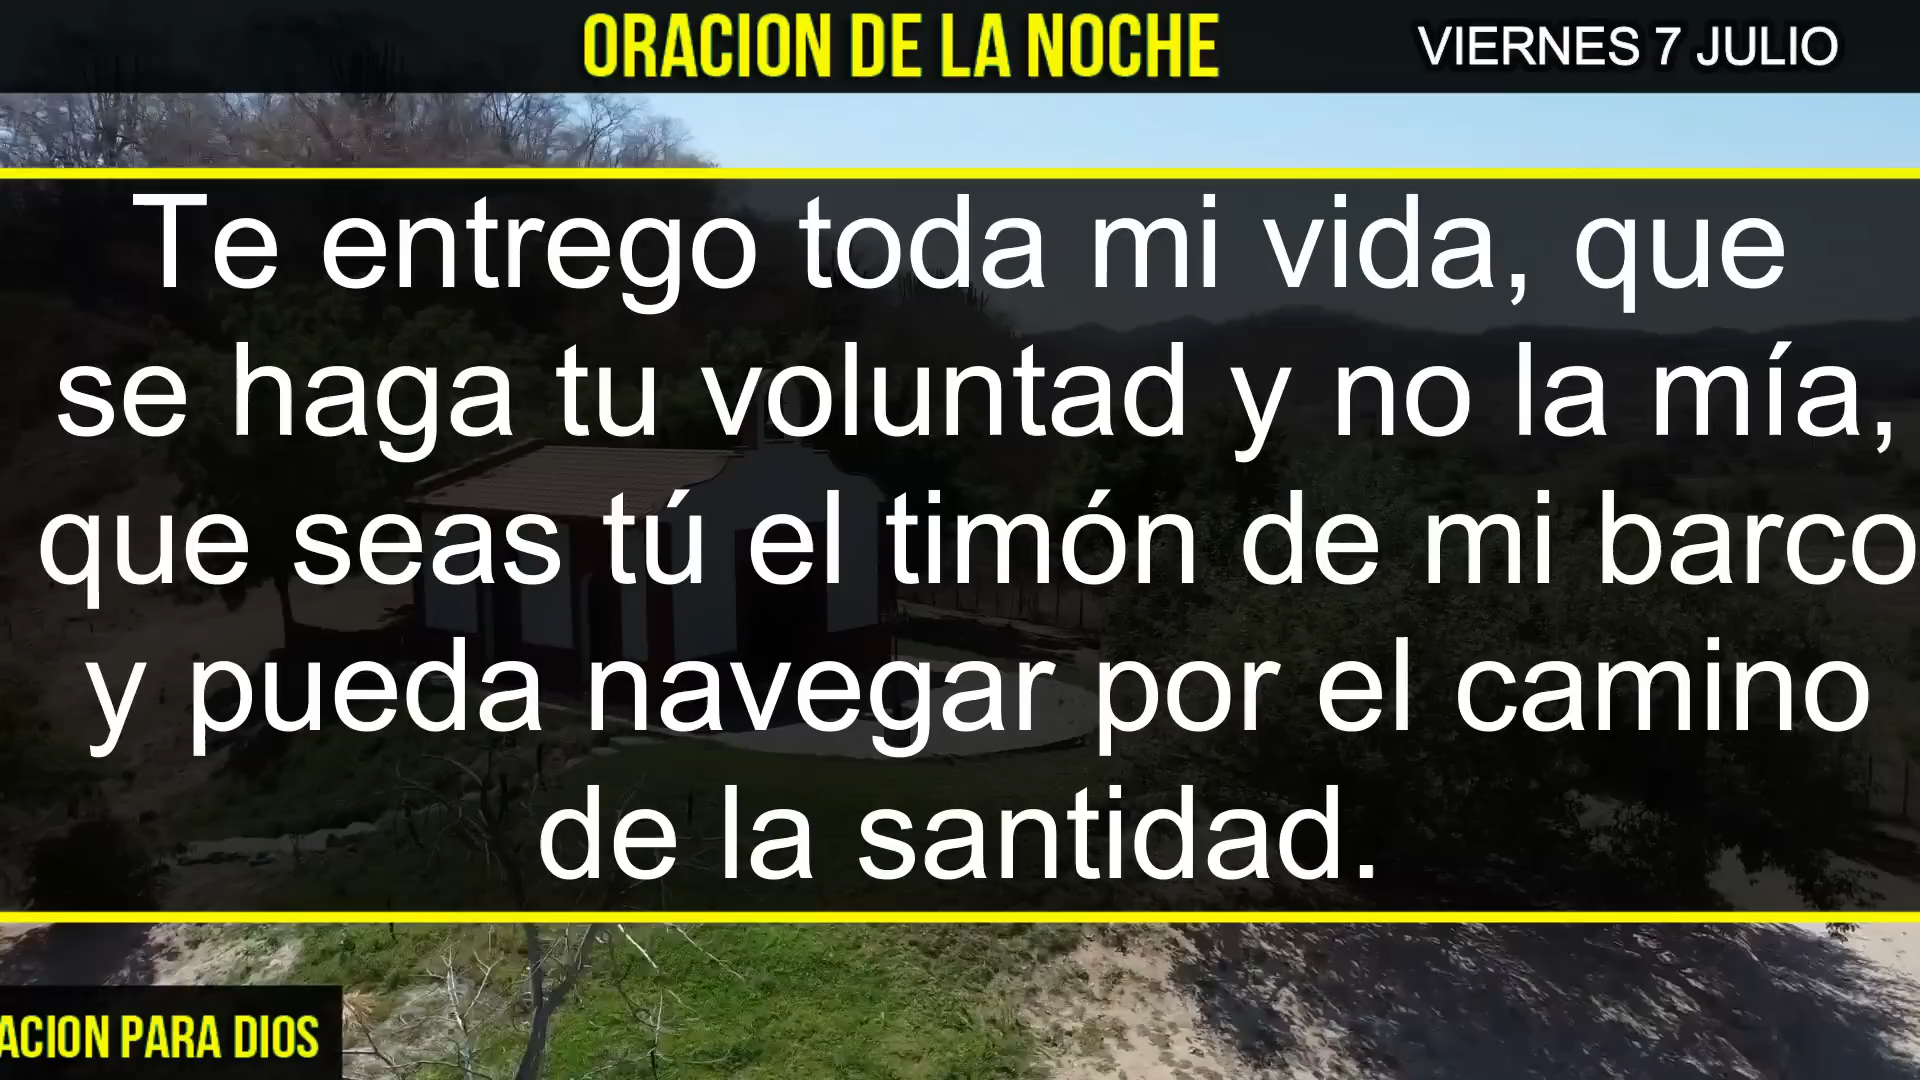 ORACION DE LA NOCHE
VIERNES 7 JULIO
Te entrego toda mi vida, que
se haga tu voluntad y no la mía,
que seas tú el timón de mi barco
y pueda navegar por el camino
de la santidad.
ACION PARA DIOS